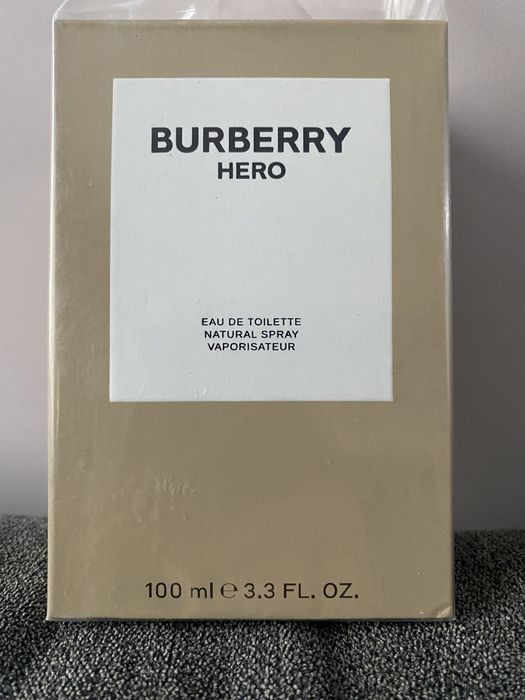 BURBERRY
HERO
EAU DE TOILETTE
NATURAL SPRAY
VAPORISATEUR
100 ml ℮ 3.3 FL. OZ.